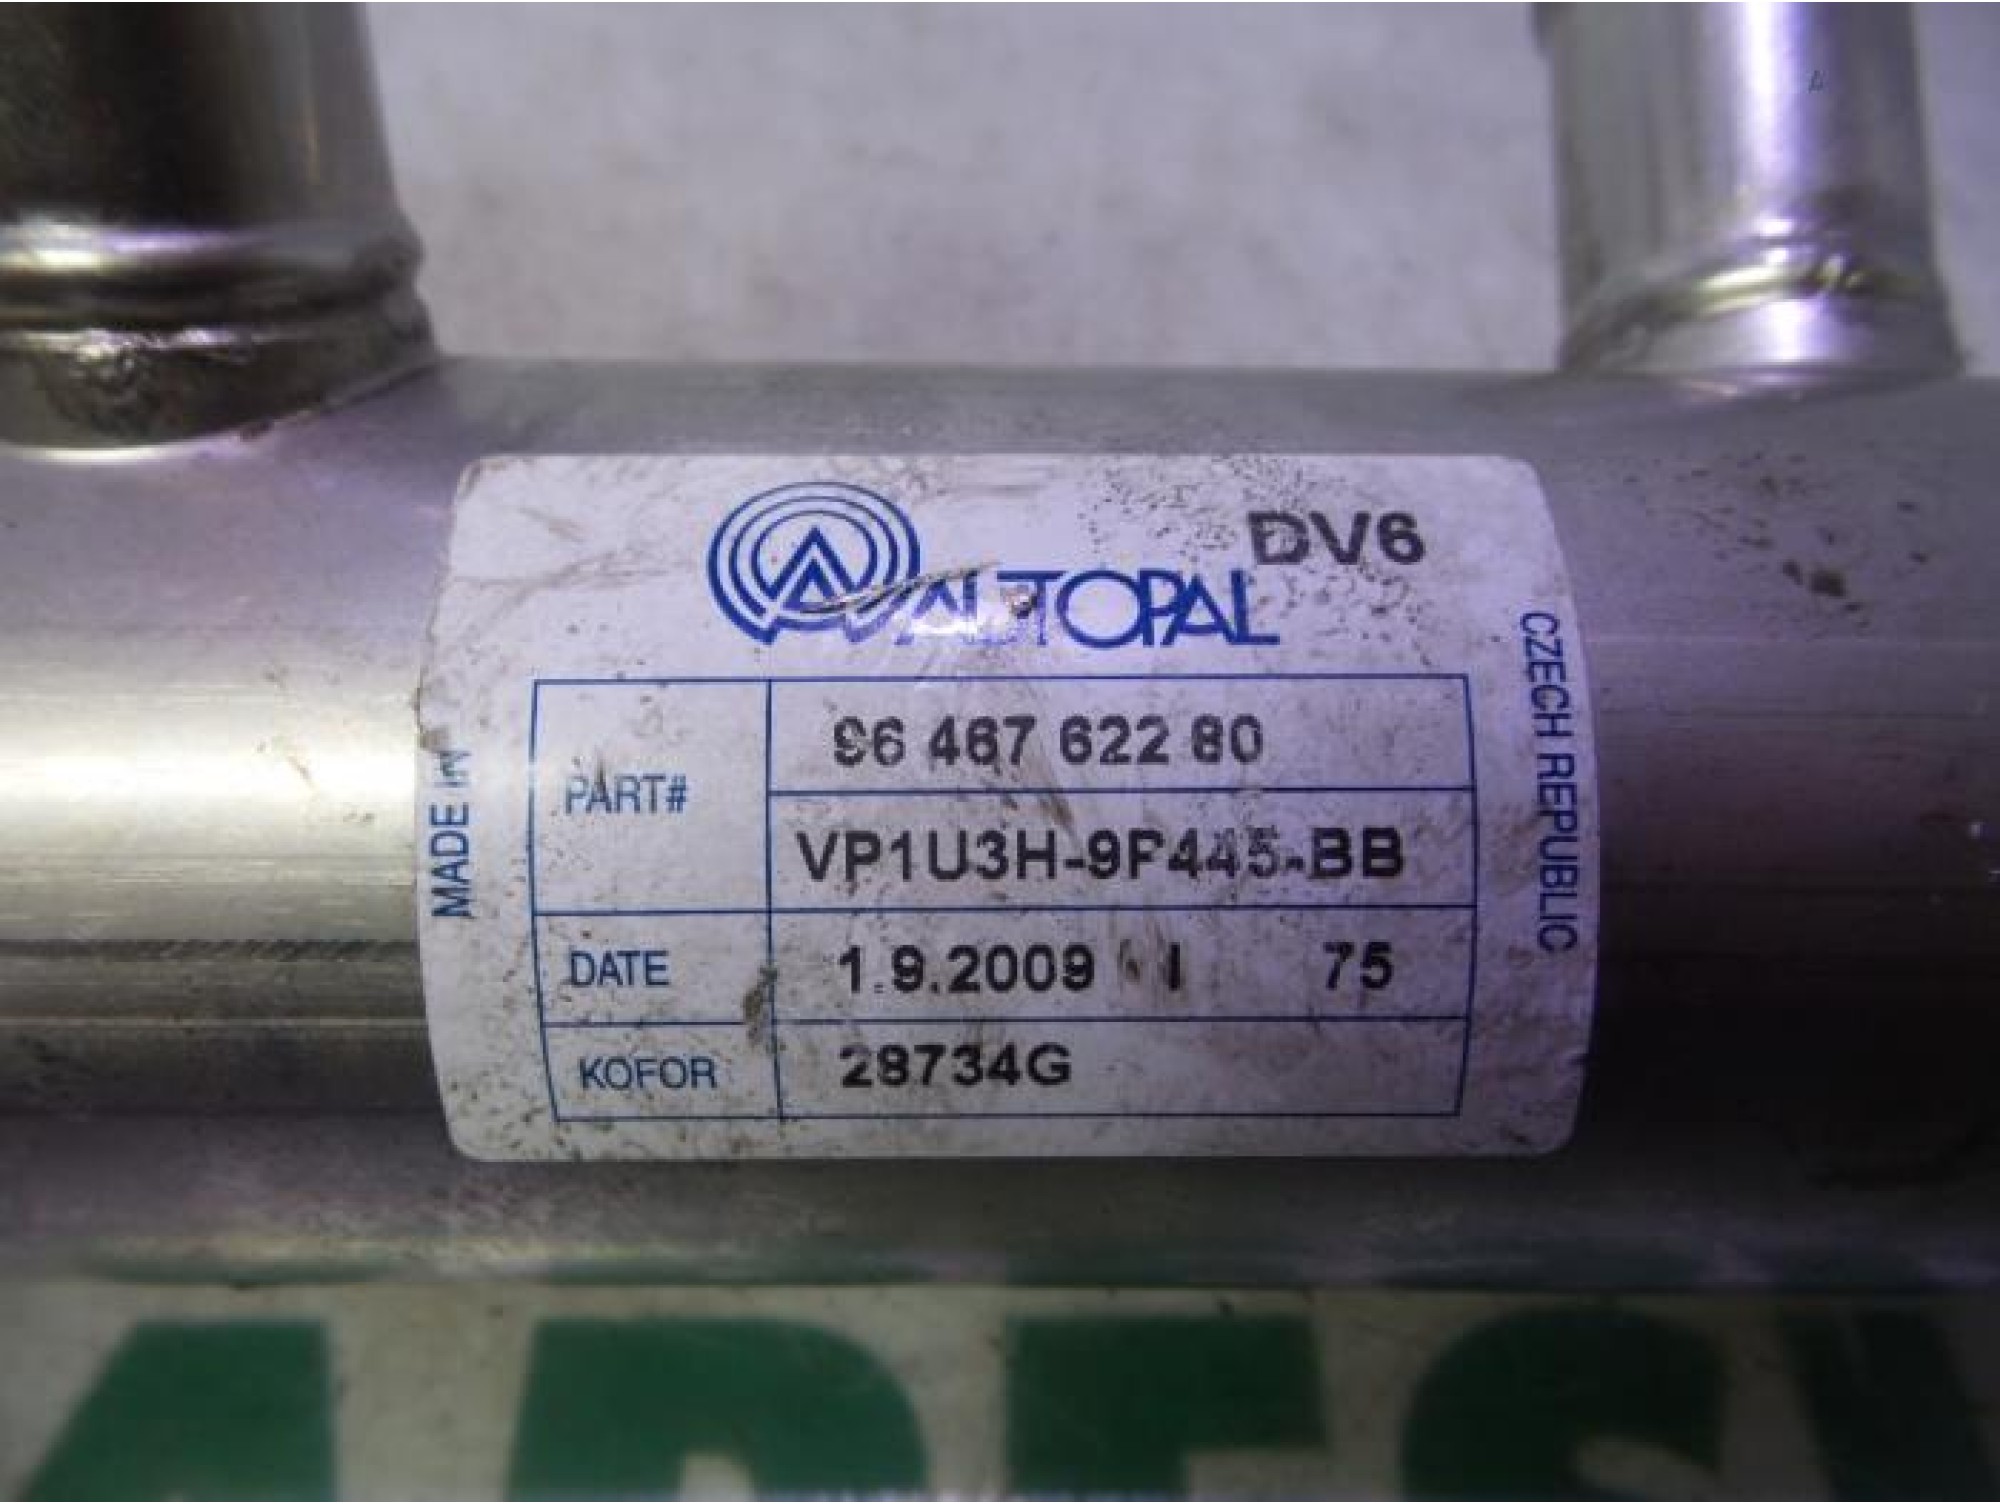 DV6
AUTOPAL
MADE IN
CZECH REPUBLIC
PART#
96 467 622 80
VP1U3H-9F445-BB
DATE 1.9.2009 I 75
KOFOR 28734G